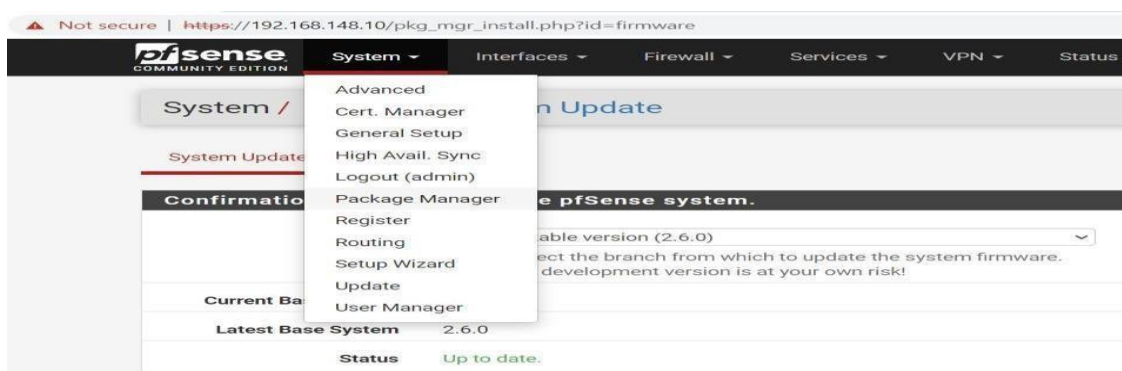 Not secure | https://192.168.148.10/pkg_mgr_install.php?id=firmware
pfsense COMMUNITY EDITION System Interfaces Firewall Services VPN Status
System / Update
System Update
Advanced
Cert. Manager
General Setup
High Avail. Sync
Logout (admin)
Package Manager
Register
Routing
Setup Wizard
Update
User Manager
Confirmatio e pfSense system.
able version (2.6.0)
ect the branch from which to update the system firmware.
development version is at your own risk!
Current Ba
Latest Base System 2.6.0
Status Up to date.